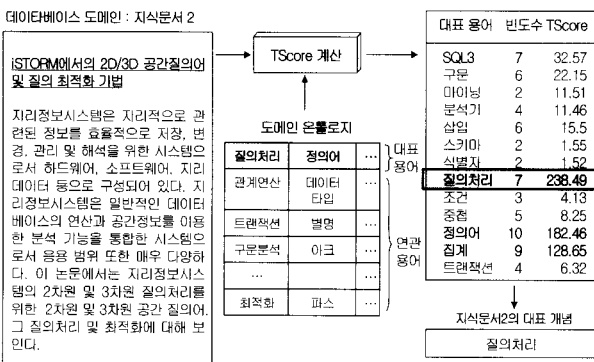 데이타베이스 도메인 : 지식문서 2
iSTORM에서의 2D/3D 공간질의어
및 질의 최적화 기법
지리정보시스템은 지리적으로 관
련된 정보를 효율적으로 저장, 변
경, 관리 및 해석을 위한 시스템으
로서 하드웨어, 소프트웨어, 지리
데이터 등으로 구성되어 있다. 지
리정보시스템은 일반적인 데이터
베이스의 연산과 공간정보를 이용
한 분석 기능을 통합한 시스템으
로서 응용 범위 또한 매우 다양하
다. 이 논문에서는 지리정보시스
템의 2차원 및 3차원 질의처리를
위한 2차원 및 3차원 공간 질의어,
그 질의처리 및 최적화에 대해 보
인다.
TScore 계산
도메인 온톨로지
질의처리 정의어 ...
관계연산 데이터 타입 ...
트랜잭션 별명 ...
구문분석 아크 ...
... ...
최적화 파스 ...
대표
용어
연관
용어
대표 용어 빈도수 TScore
SQL3 7 32.57
구문 6 22.15
마이닝 2 11.51
분석기 4 11.46
삽입 6 15.5
스키마 2 1.55
식별자 2 1.52
질의처리 7 238.49
조건 3 4.13
중첩 5 8.25
정의어 10 182.46
집계 9 128.65
트랜잭션 4 6.32
지식문서2의 대표 개념
질의처리